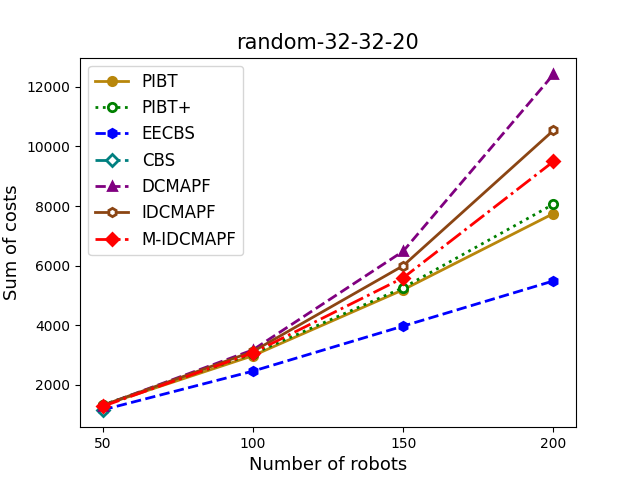 random-32-32-20
Sum of costs
12000
10000
8000
6000
4000
2000
PIBT
PIBT+
EECBS
CBS
DCMAPF
IDCMAPF
M-IDCMAPF
50
100
150
200
Number of robots